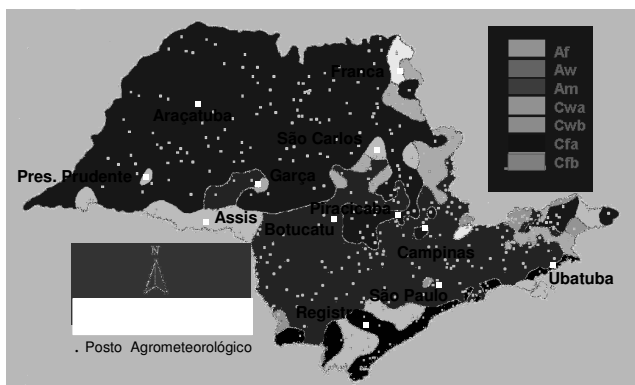 Af
Aw
Am
Cwa
Cwb
Cfa
Cfb
Franca
Araçatuba
São Carlos
Pres. Prudente
Garça
Piracicaba
Assis
Botucatu
Campinas
Ubatuba
São Paulo
Registro
N
. Posto Agrometeorológico